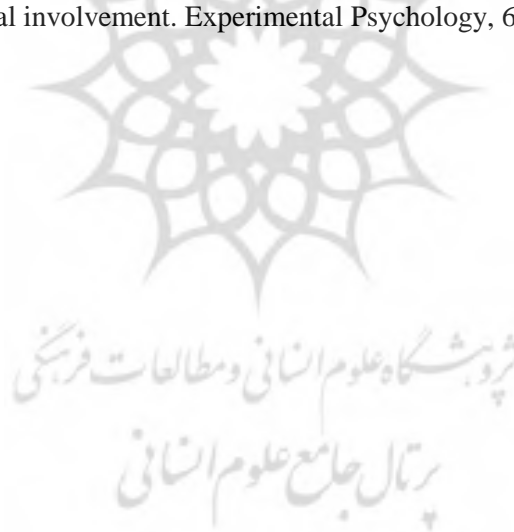 al involvement. Experimental Psychology, 6
پژوهشگاه علوم انسانی و مطالعات فرهنگی
پرتال جامع علوم انسانی